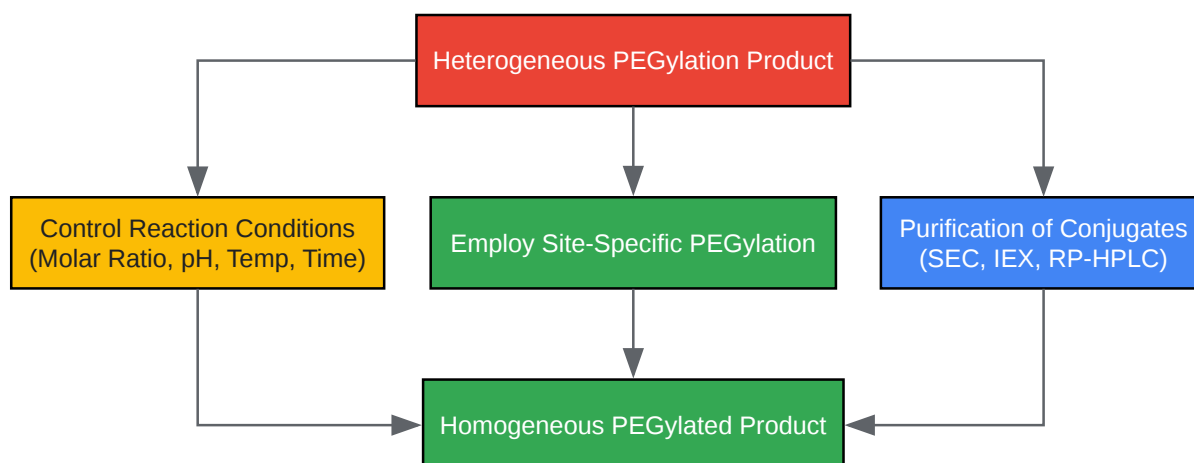 Heterogeneous PEGylation Product
Control Reaction Conditions
(Molar Ratio, pH, Temp, Time)
Employ Site-Specific PEGylation
Purification of Conjugates
(SEC, IEX, RP-HPLC)
Homogeneous PEGylated Product